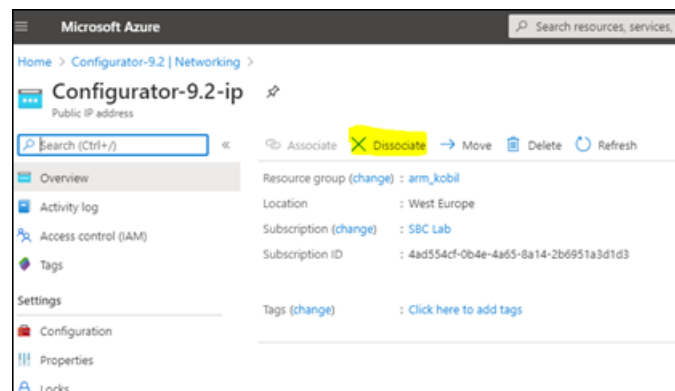 Microsoft Azure
Search resources, services,
Home > Configurator-9.2 | Networking >
Configurator-9.2-ip
Public IP address
Search (Ctrl+/)
«
Associate Dissociate Move Delete Refresh
Overview
Activity log
Access control (IAM)
Tags
Settings
Configuration
Properties
Locks
Resource group (change) : arm_kobil
Location : West Europe
Subscription (change) : SBC Lab
Subscription ID : 4ad554cf-0b4e-4a65-8a14-2b6951a3d1d3
Tags (change) : Click here to add tags